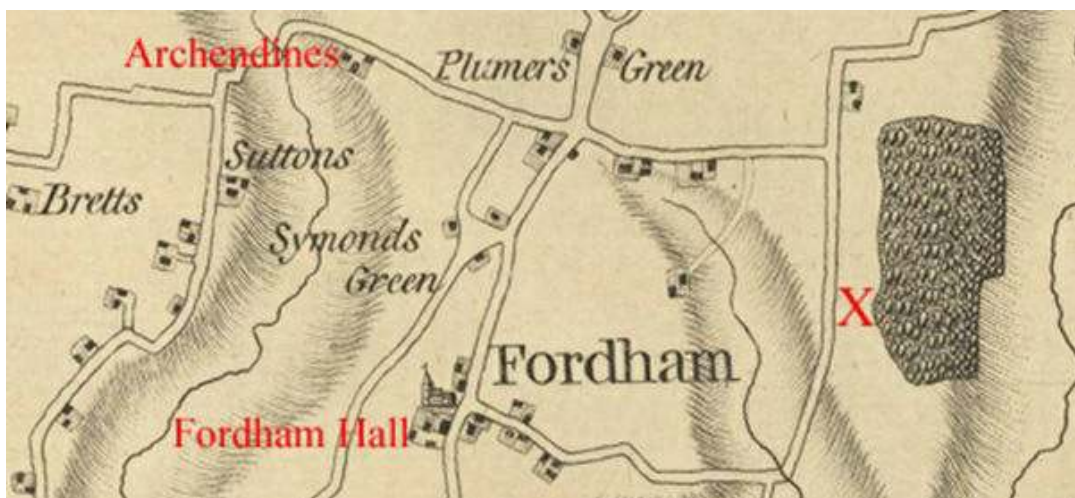 Archendines
Plumers Green
Suttons
Bretts
Symonds
Green
X
Fordham
Fordham Hall